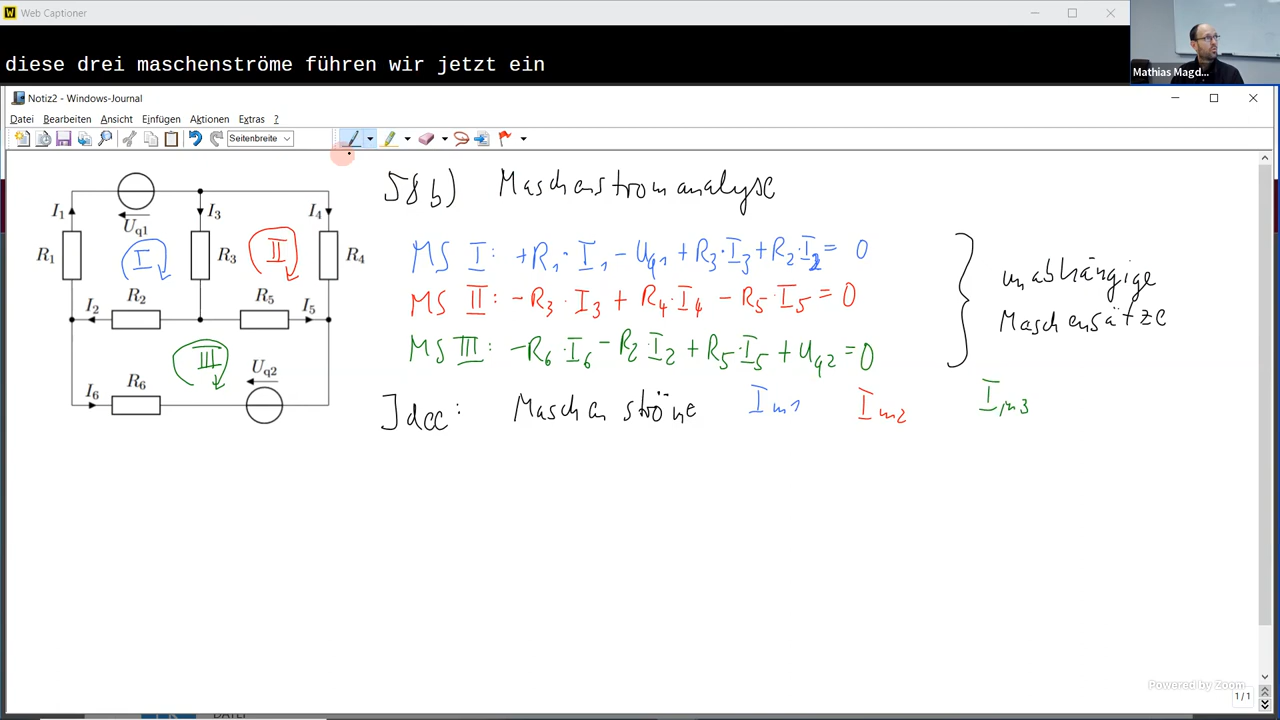 Web Captioner
diese drei maschenströme führen wir jetzt ein
Mathias Magd...
Notiz2 - Windows-Journal
Datei Bearbeiten Ansicht Einfügen Aktionen Extras ?
Seitenbreite
58b) Maschenstromanalyse
I1 Uq1 I3 I4
R1 I R3 II R4
I2 R2 R5 I5
III
I6 R6 Uq2
MS I: +R1·I1 - Uq1 + R3·I3 + R2·I2 = 0
MS II: -R3·I3 + R4·I4 - R5·I5 = 0
MS III: -R6·I6 - R2·I2 + R5·I5 + Uq2 = 0
unabhängige
Maschensätze
Idee: Maschenströme Im1 Im2 Im3
Powered by Zoom
1/1